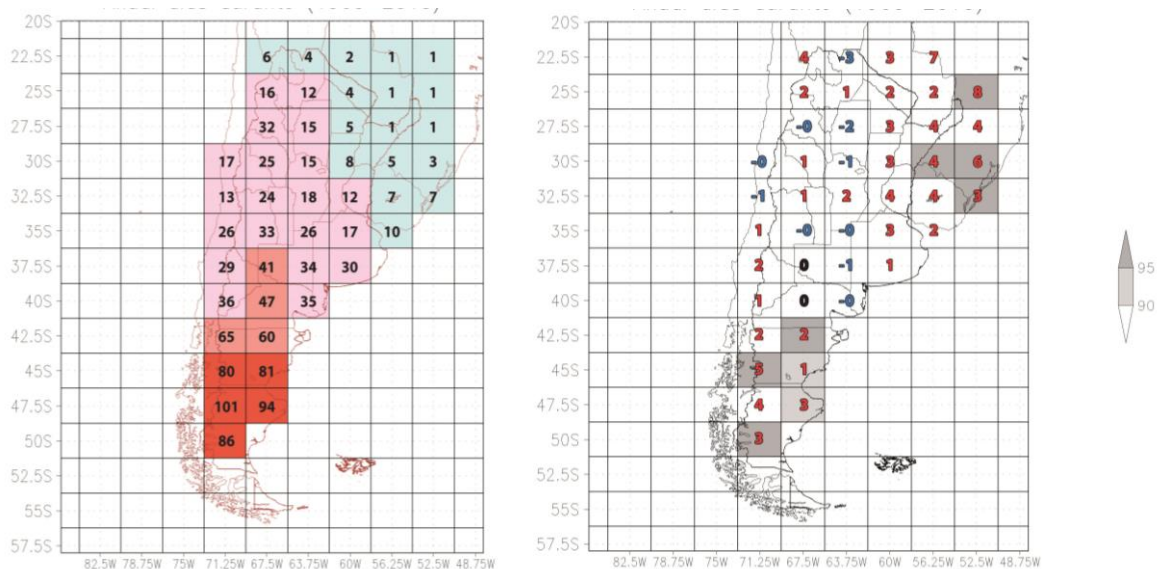 20S
22.5S 6 4 2 1 1
25S 16 12 4 1 1
27.5S 32 15 5 1 1
30S 17 25 15 8 5 3
32.5S 13 24 18 12 7 7
35S 26 33 26 17 10
37.5S 29 41 34 30
40S 36 47 35
42.5S 65 60
45S 80 81
47.5S 101 94
50S 86
52.5S
55S
57.5S
82.5W 78.75W 75W 71.25W 67.5W 63.75W 60W 56.25W 52.5W 48.75W
20S
22.5S 4 -3 3 7
25S 2 1 2 2 8
27.5S -0 -2 3 4 4
30S -0 1 -1 3 4 6
32.5S -1 1 2 4 4 3
35S 1 -0 -0 3 2
37.5S 2 0 -1 1
40S 1 0 -0
42.5S 2 2
45S 5 1
47.5S 4 3
50S 3
52.5S
55S
57.5S
82.5W 78.75W 75W 71.25W 67.5W 63.75W 60W 56.25W 52.5W 48.75W
95
90